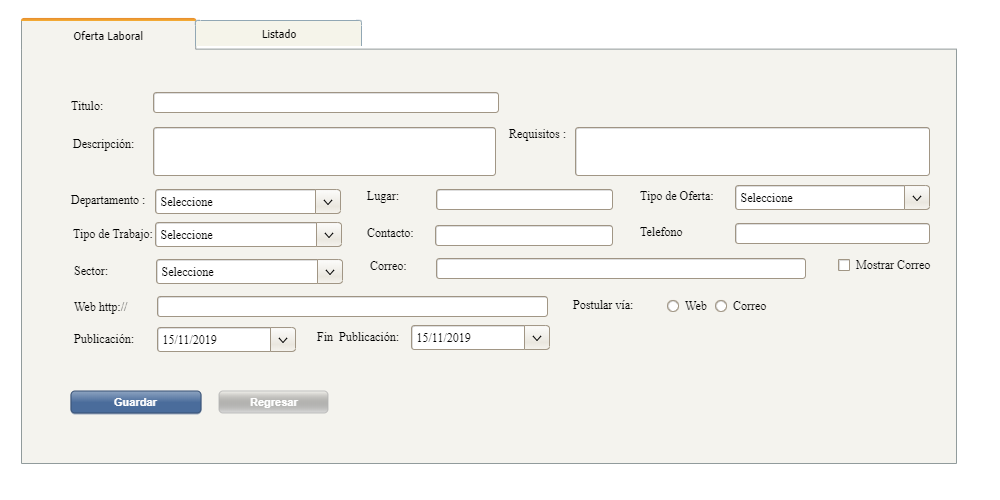 Oferta Laboral Listado
Titulo:
Descripción: Requisitos :
Departamento : Seleccione Lugar: Tipo de Oferta: Seleccione
Tipo de Trabajo: Seleccione Contacto: Telefono
Sector: Seleccione Correo: Mostrar Correo
Web http:// Postular vía: Web Correo
Publicación: 15/11/2019 Fin Publicación: 15/11/2019
Guardar Regresar